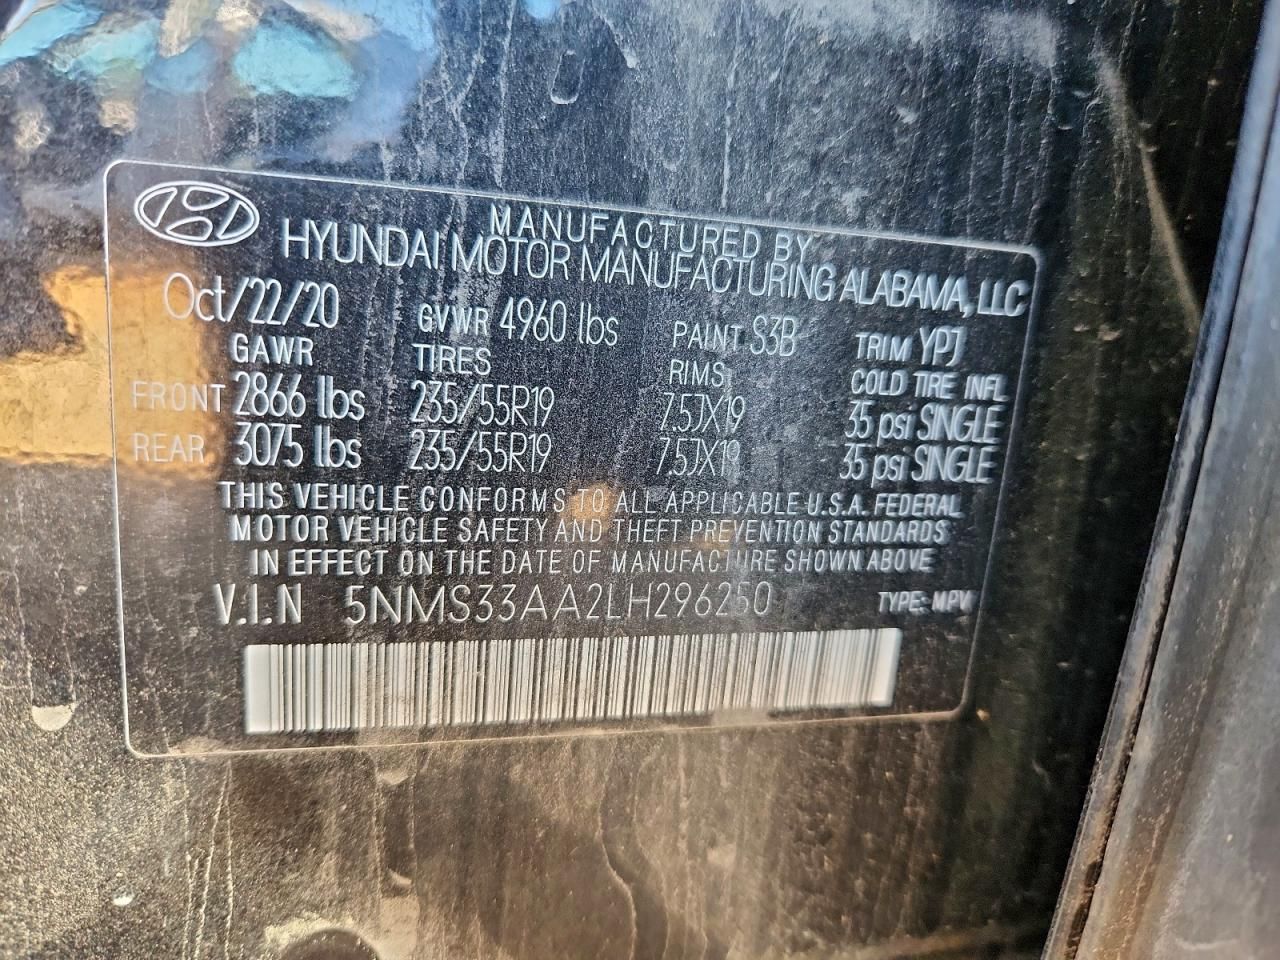 MANUFACTURED BY
HYUNDAI MOTOR MANUFACTURING ALABAMA, LLC
Oct/22/20 GVWR 4960 lbs PAINT S3B TRIM YPJ
GAWR TIRES RIMS COLD TIRE INFL
FRONT 2866 lbs 235/55R19 7.5JX19 35 psi SINGLE
REAR 3075 lbs 235/55R19 7.5JX19 35 psi SINGLE
THIS VEHICLE CONFORMS TO ALL APPLICABLE U.S.A. FEDERAL
MOTOR VEHICLE SAFETY AND THEFT PREVENTION STANDARDS
IN EFFECT ON THE DATE OF MANUFACTURE SHOWN ABOVE
V.I.N 5NMS33AA2LH296250 TYPE: MPV